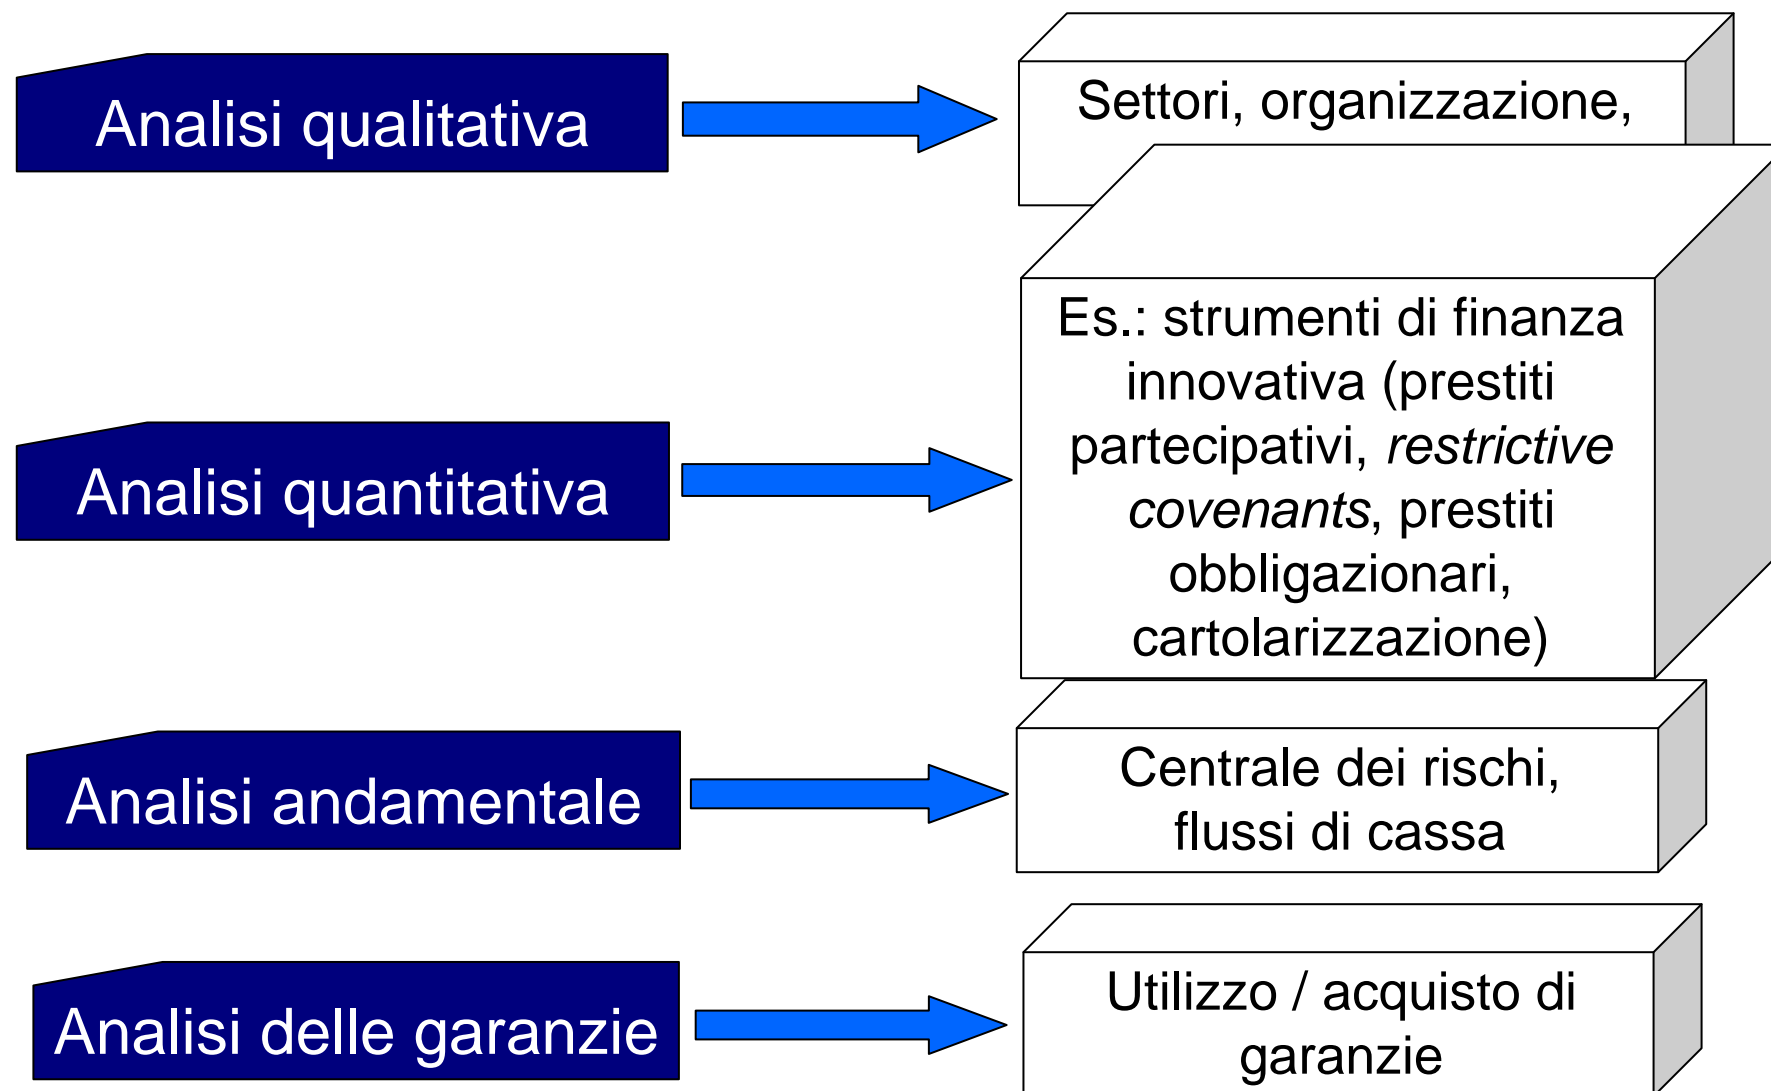 Analisi qualitativa
Settori, organizzazione,
Analisi quantitativa
Es.: strumenti di finanza
innovativa (prestiti
partecipativi, restrictive
covenants, prestiti
obbligazionari,
cartolarizzazione)
Analisi andamentale
Centrale dei rischi,
flussi di cassa
Analisi delle garanzie
Utilizzo / acquisto di
garanzie